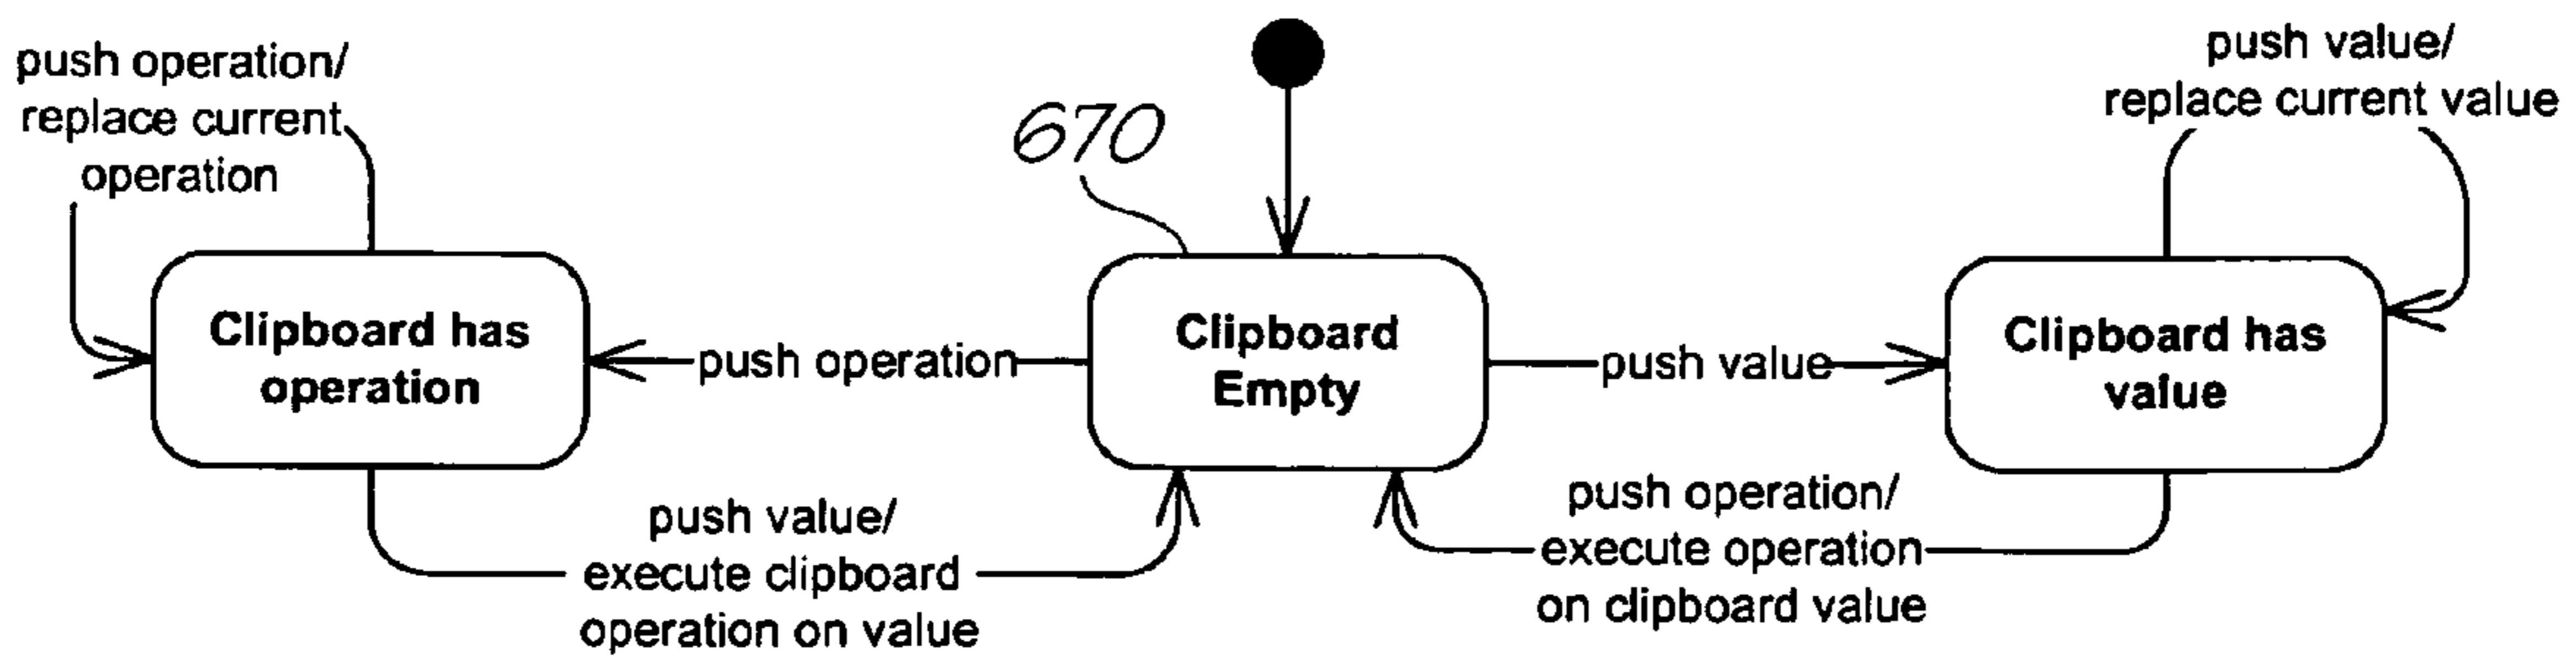 push operation/
replace current
operation
670
push value/
replace current value
Clipboard has
operation
push operation
Clipboard
Empty
push value
Clipboard has
value
push value/
execute clipboard
operation on value
push operation/
execute operation
on clipboard value